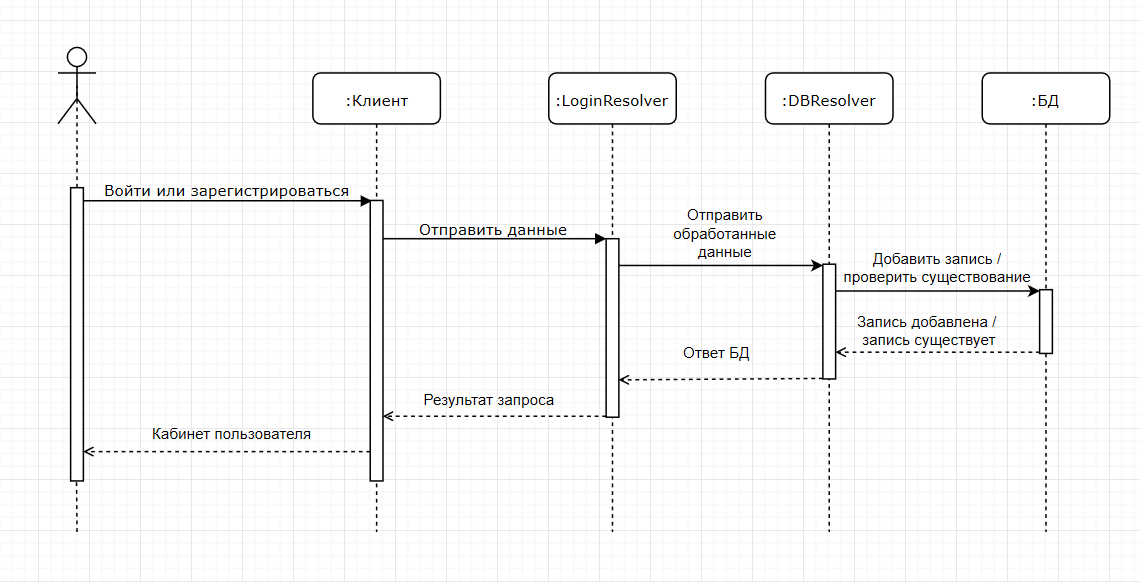 :Клиент
:LoginResolver
:DBResolver
:БД
Войти или зарегистрироваться
Отправить данные
Отправить
обработанные
данные
Добавить запись /
проверить существование
Запись добавлена /
запись существует
Ответ БД
Результат запроса
Кабинет пользователя